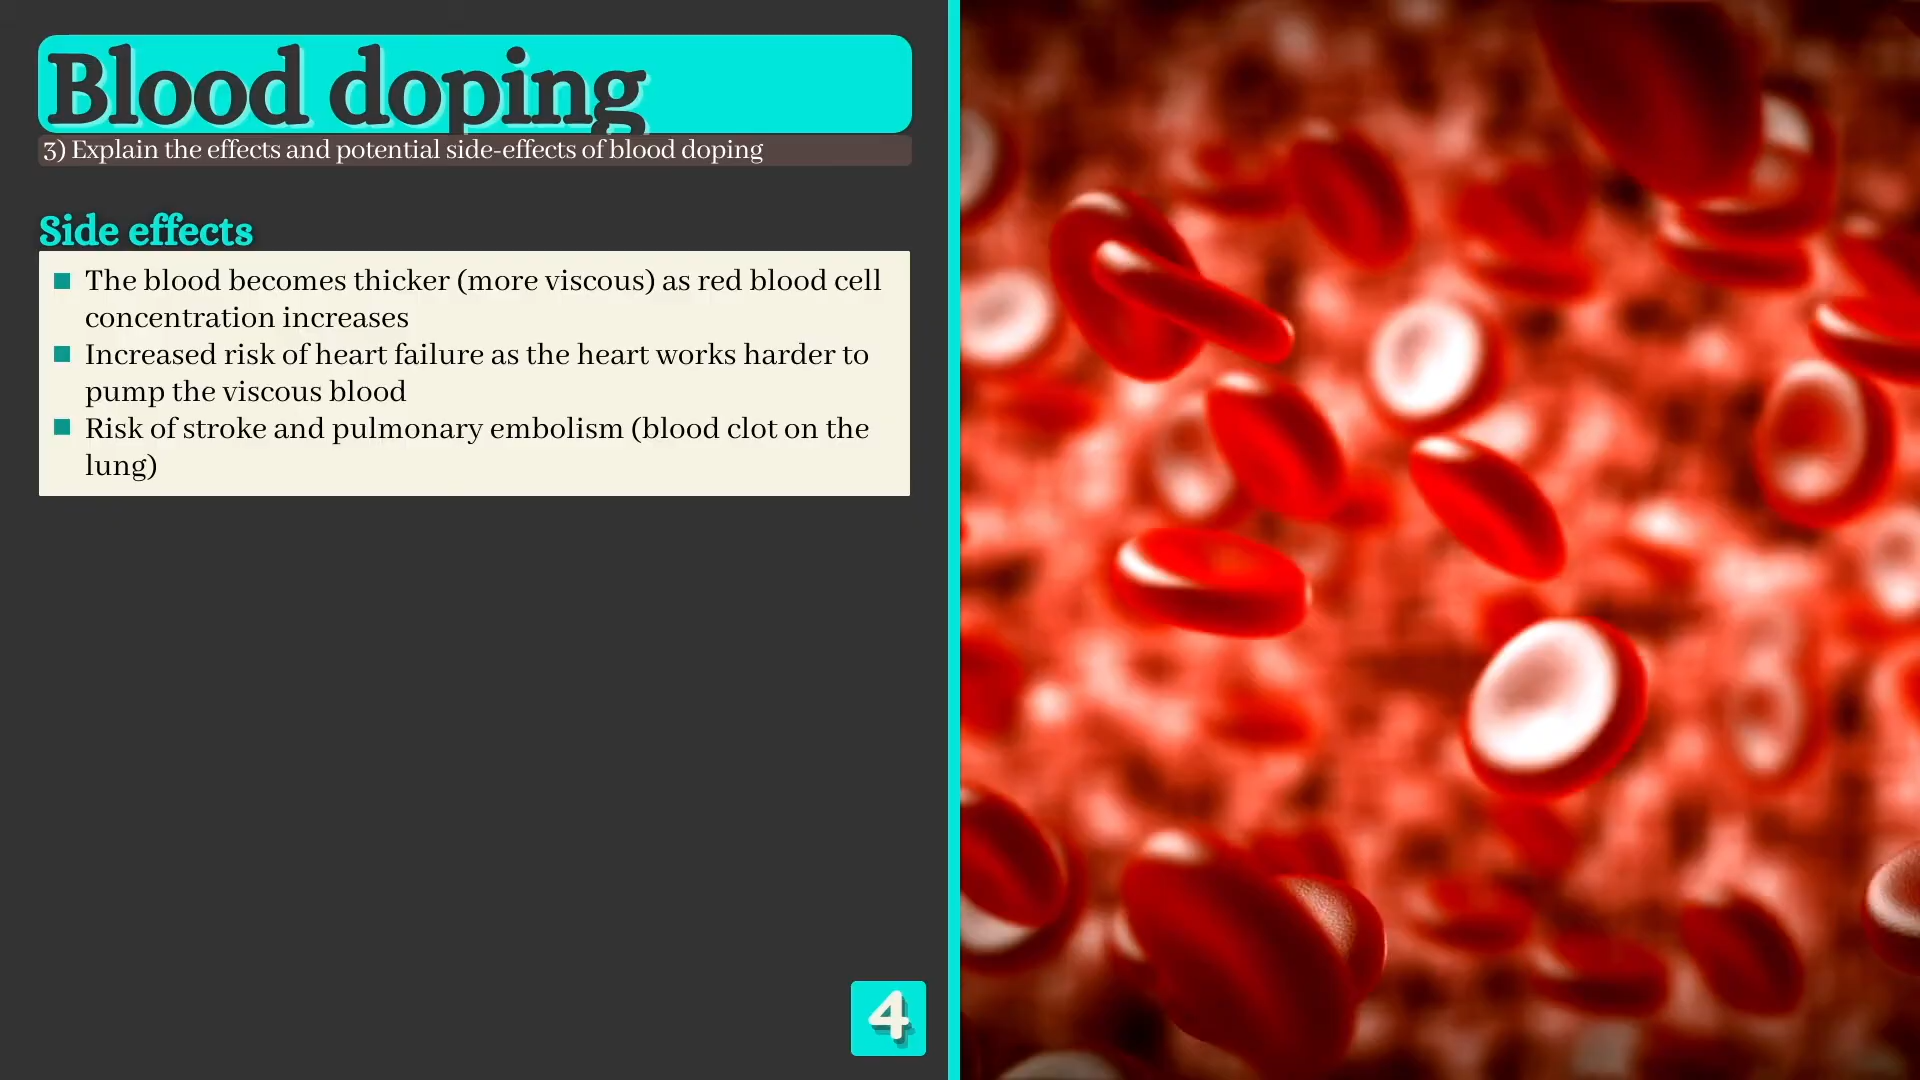 Blood doping
3) Explain the effects and potential side-effects of blood doping
Side effects
The blood becomes thicker (more viscous) as red blood cell
concentration increases
Increased risk of heart failure as the heart works harder to
pump the viscous blood
Risk of stroke and pulmonary embolism (blood clot on the
lung)
4